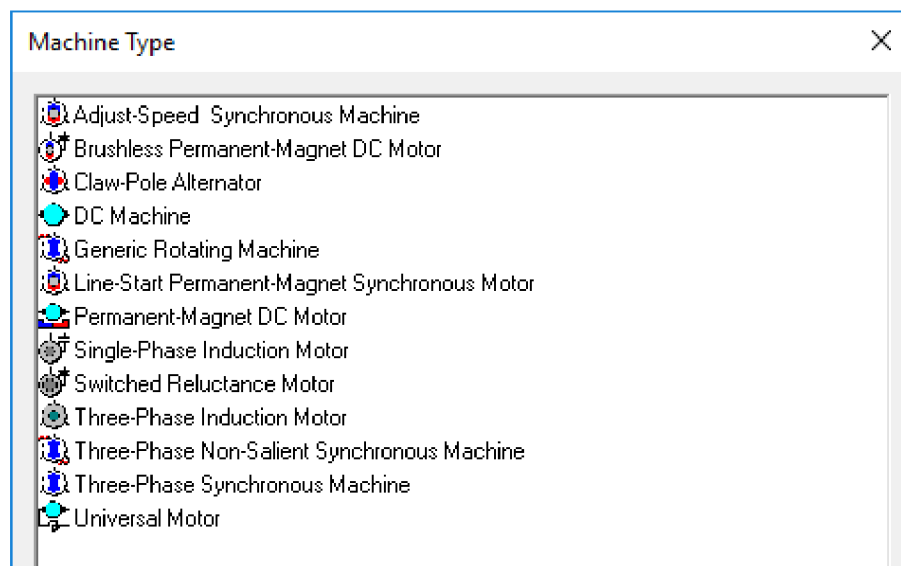 Machine Type
Adjust-Speed  Synchronous Machine
Brushless Permanent-Magnet DC Motor
Claw-Pole Alternator
DC Machine
Generic Rotating Machine
Line-Start Permanent-Magnet Synchronous Motor
Permanent-Magnet DC Motor
Single-Phase Induction Motor
Switched Reluctance Motor
Three-Phase Induction Motor
Three-Phase Non-Salient Synchronous Machine
Three-Phase Synchronous Machine
Universal Motor